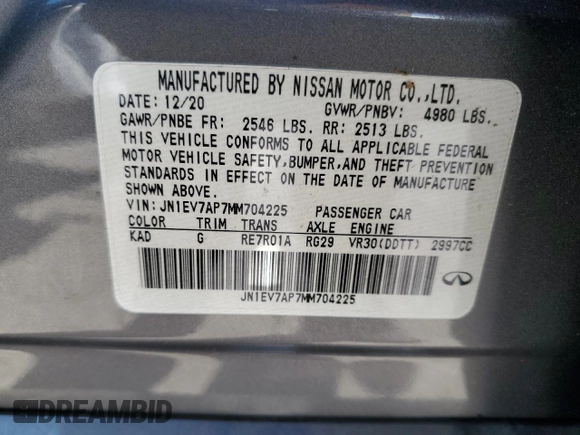 MANUFACTURED BY NISSAN MOTOR CO.,LTD.
DATE: 12/20 GVWR/PNBV: 4980 LBS.
GAWR/PNBE FR: 2546 LBS. RR: 2513 LBS.
THIS VEHICLE CONFORMS TO ALL APPLICABLE FEDERAL
MOTOR VEHICLE SAFETY, BUMPER, AND THEFT PREVENTION
STANDARDS IN EFFECT ON THE DATE OF MANUFACTURE
SHOWN ABOVE.
VIN: JN1EV7AP7MM704225 PASSENGER CAR
COLOR TRIM TRANS AXLE ENGINE
KAD G RE7R01A RG29 VR30(DDTT) 2997CC
JN1EV7AP7MM704225
DREAMBID